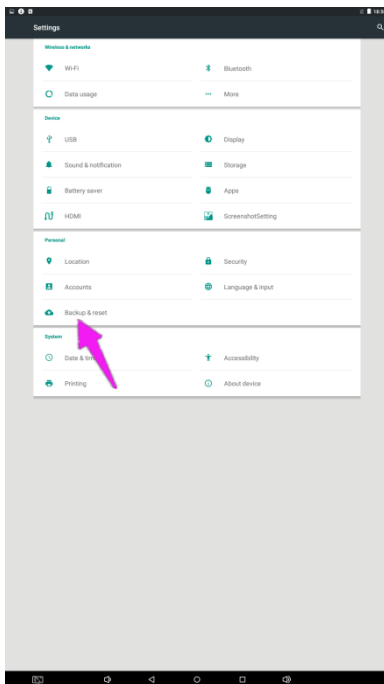 Settings
Wireless & networks
Wi-Fi Bluetooth
Data usage More
Device
USB Display
Sound & notification Storage
Battery saver Apps
HDMI ScreenshotSetting
Personal
Location Security
Accounts Language & input
Backup & reset
System
Date & time Accessibility
Printing About device